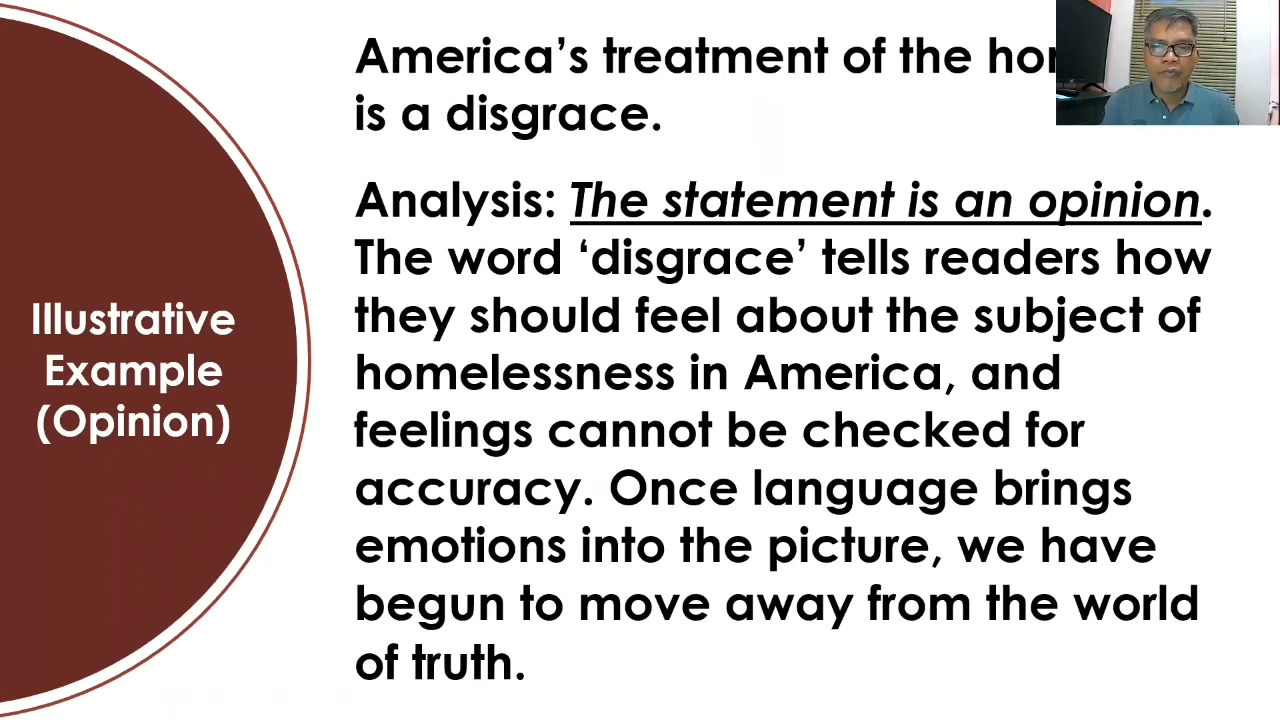 America's treatment of the
is a disgrace.
Analysis: The statement is an opinion.
The word ‘disgrace’ tells readers how
they should feel about the subject of
homelessness in America, and
feelings cannot be checked for
accuracy. Once language brings
emotions into the picture, we have
begun to move away from the world
of truth.
Illustrative
Example
(Opinion)